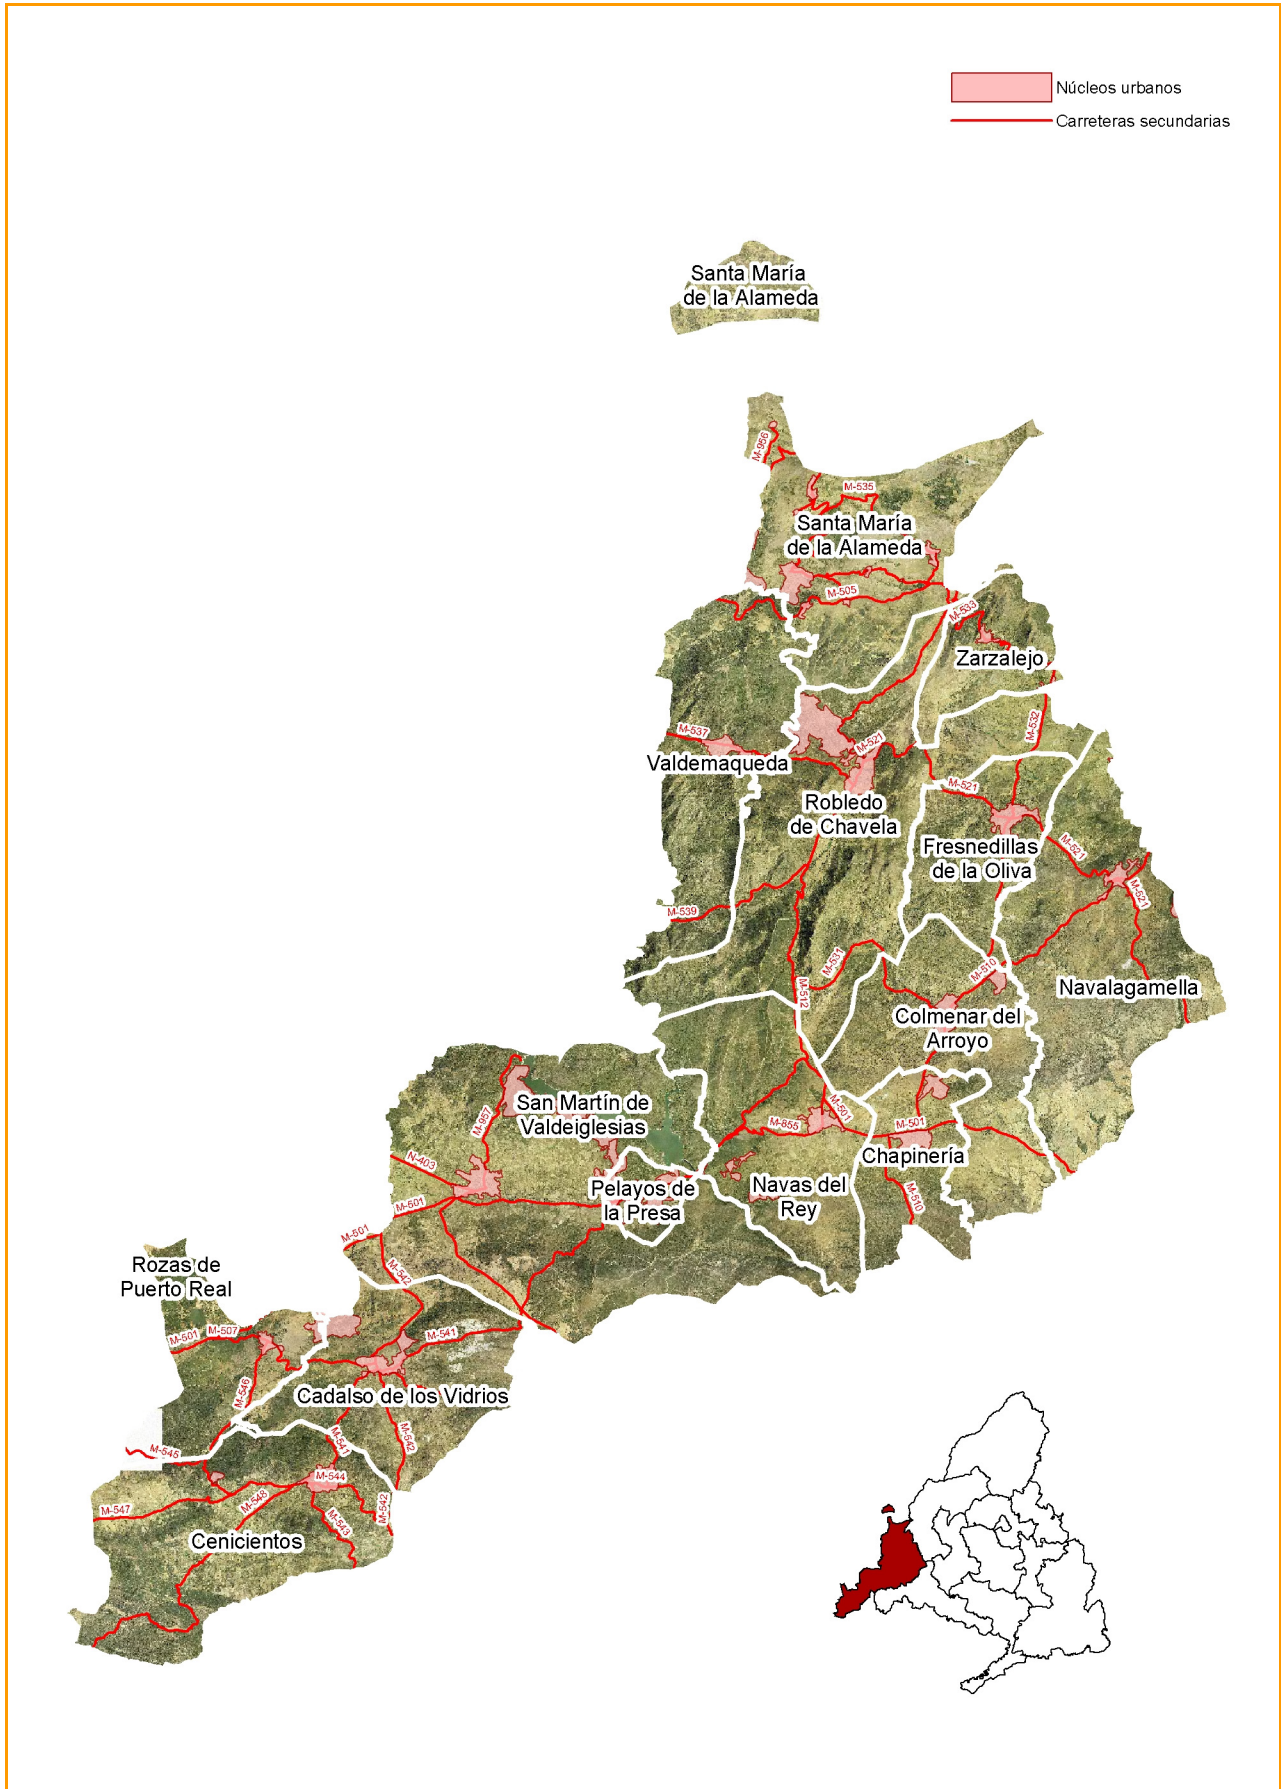 Núcleos urbanos
Carreteras secundarias
Santa María
de la Alameda
M-956
M-535
Santa María
de la Alameda
M-505
M-533
Zarzalejo
M-532
M-537
M-521
Valdemaqueda
M-521
Robledo
de Chavela
Fresnedillas
de la Oliva
M-521
M-521
M-539
M-531
M-510
M-512
Navalagamella
Colmenar del
Arroyo
San Martín de
Valdeiglesias
M-957
M-855
M-501
M-501
Chapinería
N-403
Pelayos de
la Presa
Navas del
Rey
M-510
M-501
M-501
M-542
Rozas de
Puerto Real
M-501
M-507
M-541
M-546
Cadalso de los Vidrios
M-545
M-541
M-542
M-544
M-547
M-548
M-543
M-542
Cenicientos